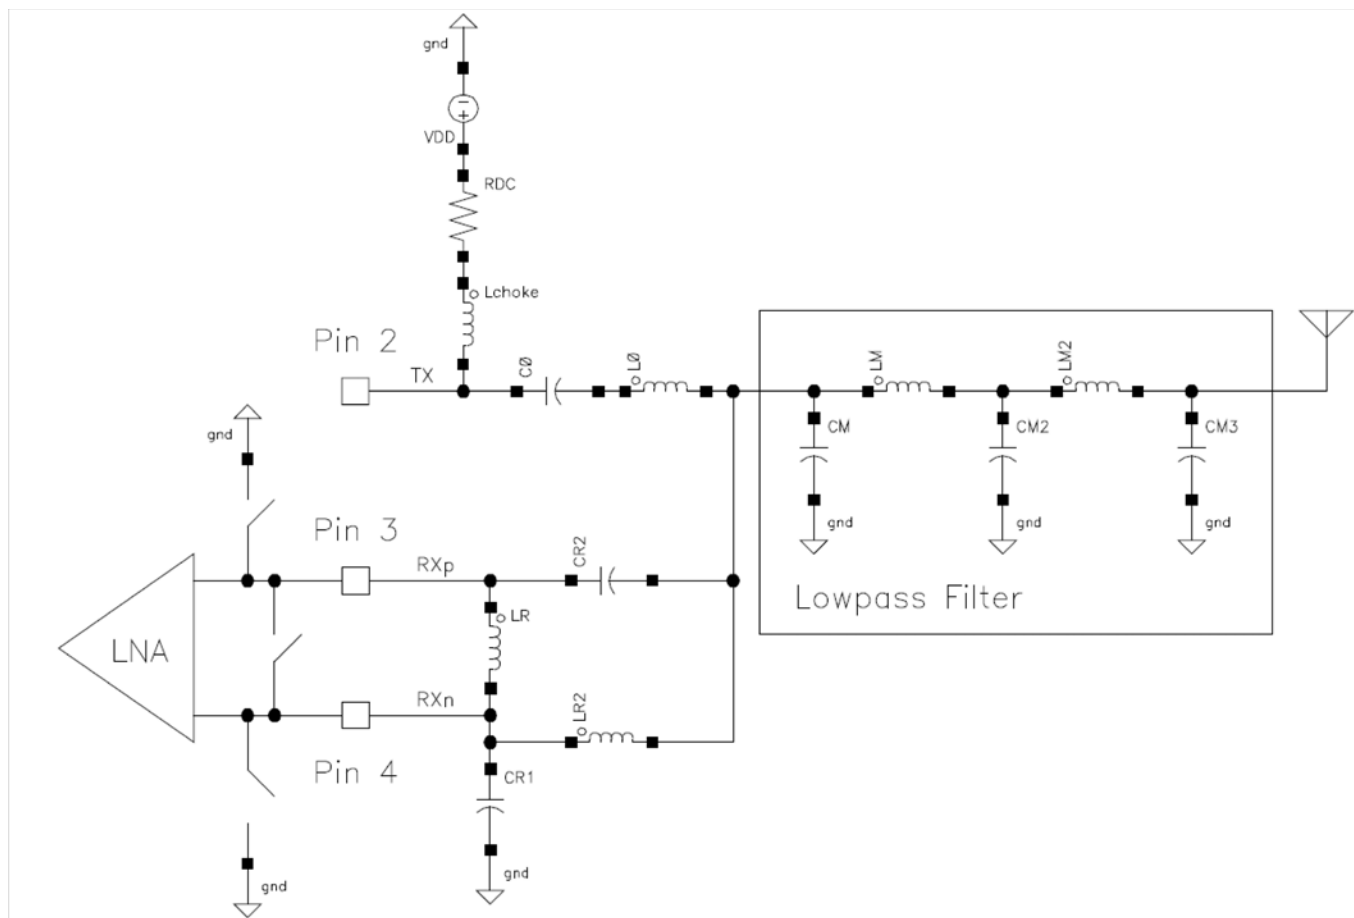 gnd
VDD
RDC
Lchoke
Pin 2
TX
C0
L0
LM
LM2
CM
CM2
CM3
gnd
gnd
gnd
Lowpass Filter
gnd
Pin 3
RXp
CR2
LR
LNA
RXn
LR2
Pin 4
CR1
gnd
gnd